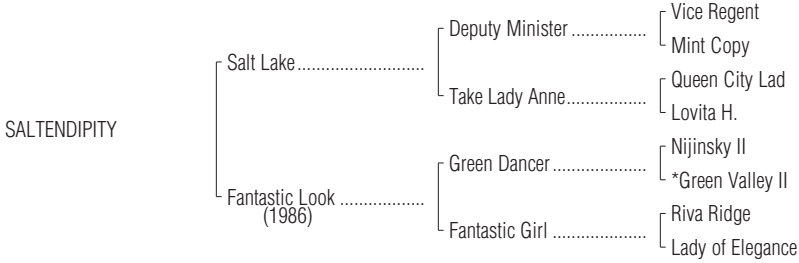 Vice Regent
Deputy Minister ................
Mint Copy
Salt Lake..........................
Queen City Lad
Take Lady Anne.................
Lovita H.
SALTENDIPITY
Nijinsky II
Green Dancer ....................
*Green Valley II
Fantastic Look .................
(1986)
Riva Ridge
Fantastic Girl ....................
Lady of Elegance